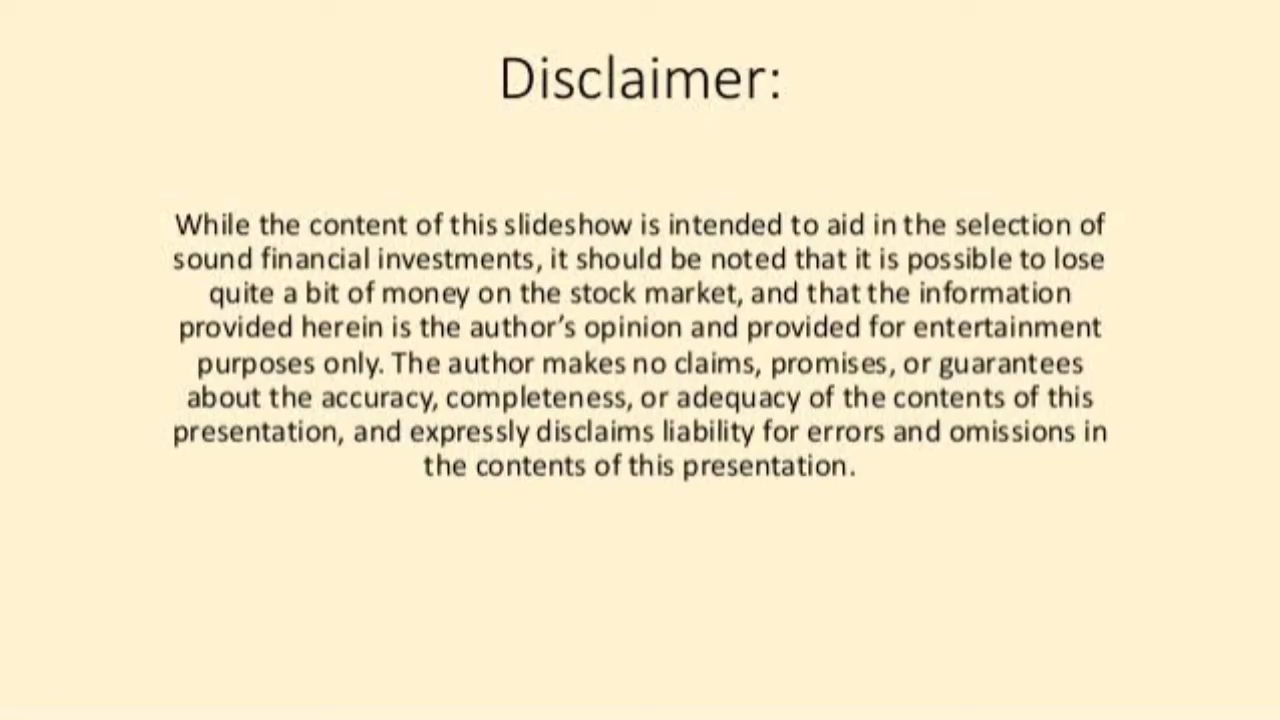 Disclaimer:
While the content of this slideshow is intended to aid in the selection of
sound financial investments, it should be noted that it is possible to lose
quite a bit of money on the stock market, and that the information
provided herein is the author’s opinion and provided for entertainment
purposes only. The author makes no claims, promises, or guarantees
about the accuracy, completeness, or adequacy of the contents of this
presentation, and expressly disclaims liability for errors and omissions in
the contents of this presentation.